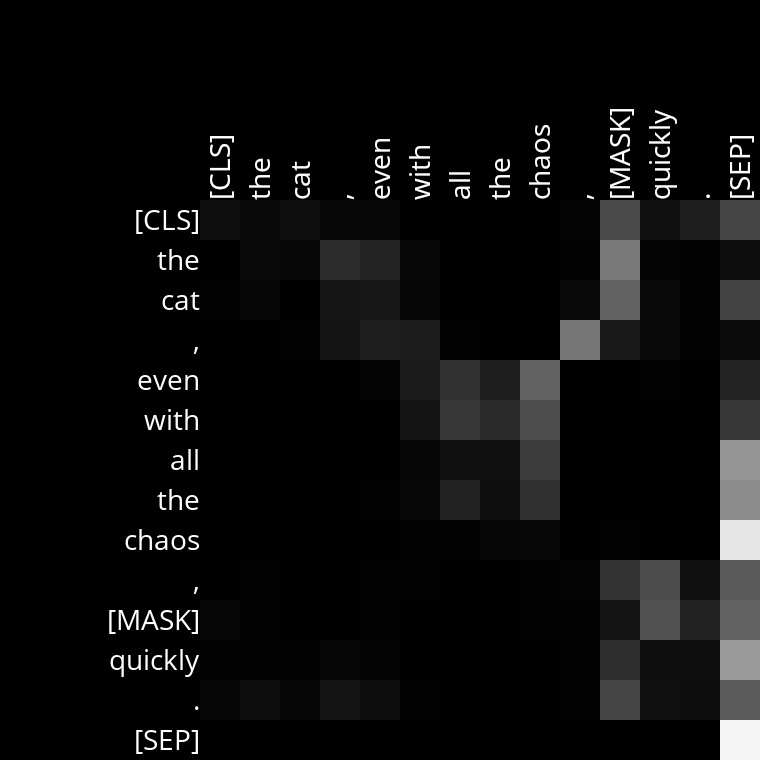 [CLS] the cat , even with all the chaos , [MASK] quickly . [SEP]
[CLS]
the
cat
,
even
with
all
the
chaos
,
[MASK]
quickly
.
[SEP]